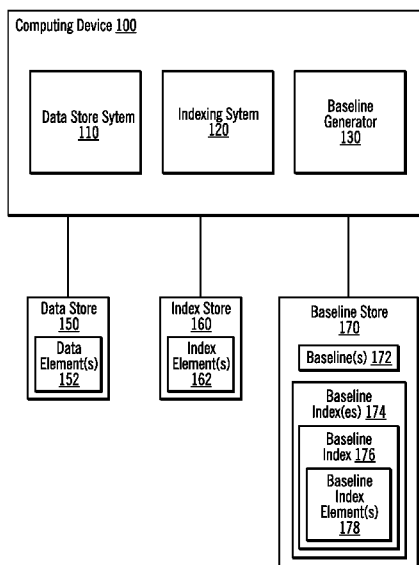 Computing Device 100
Data Store Sytem
110
Indexing Sytem
120
Baseline
Generator
130
Data Store
150
Data
Element(s)
152
Index Store
160
Index
Element(s)
162
Baseline Store
170
Baseline(s) 172
Baseline
Index(es) 174
Baseline
Index 176
Baseline
Index
Element(s)
178